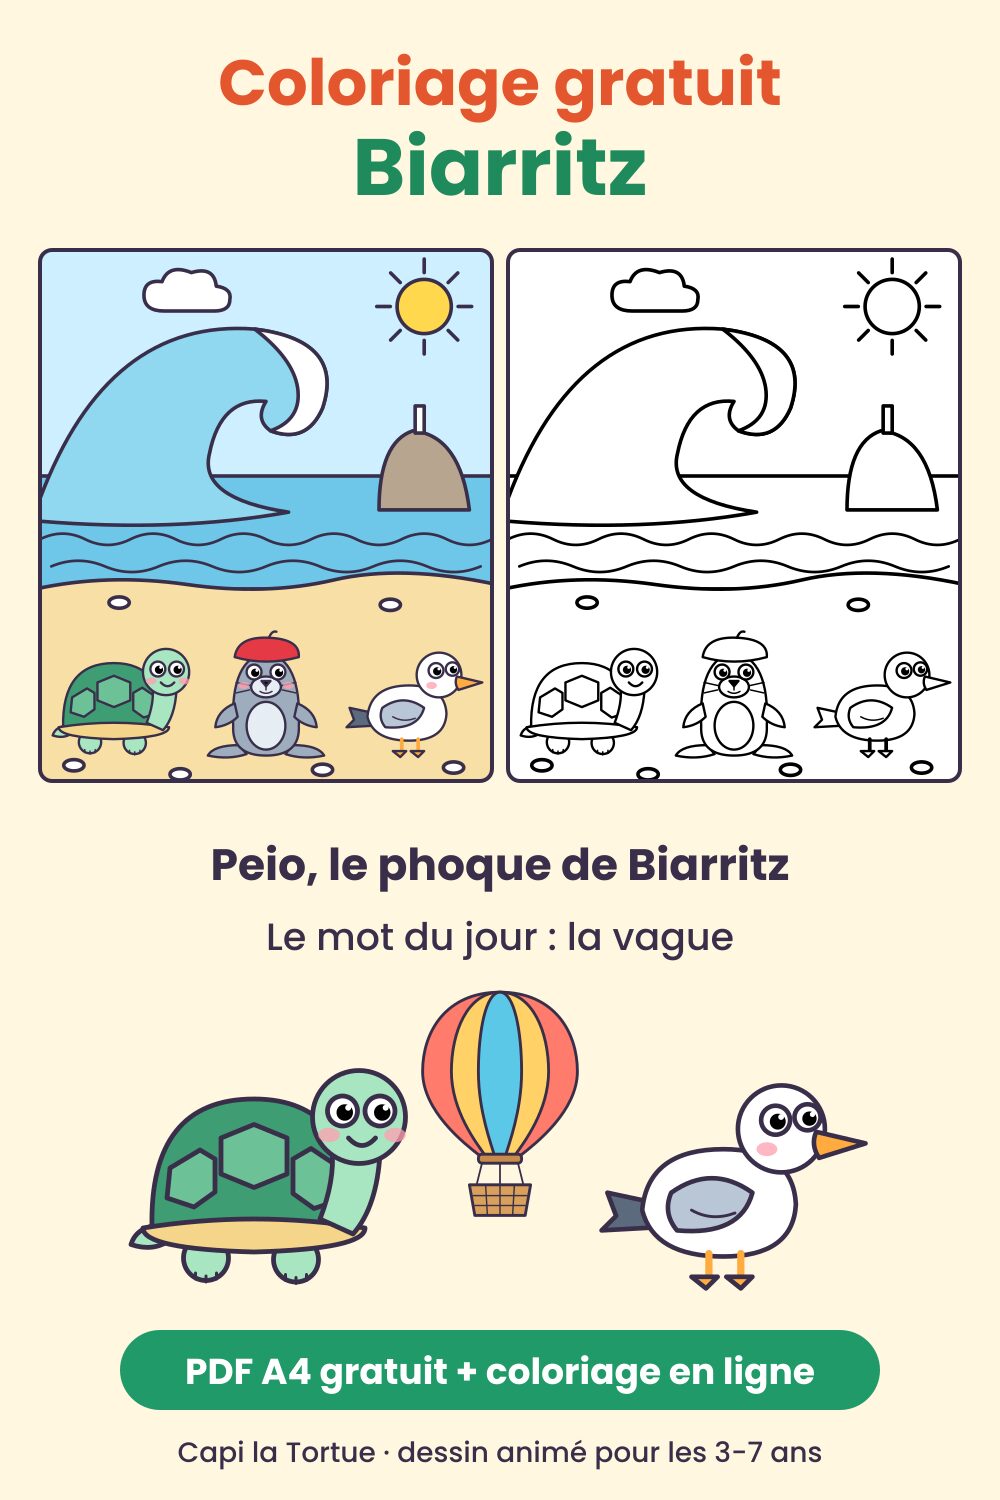 Coloriage gratuit
Biarritz
Peio, le phoque de Biarritz
Le mot du jour : la vague
PDF A4 gratuit + coloriage en ligne
Capi la Tortue · dessin animé pour les 3-7 ans